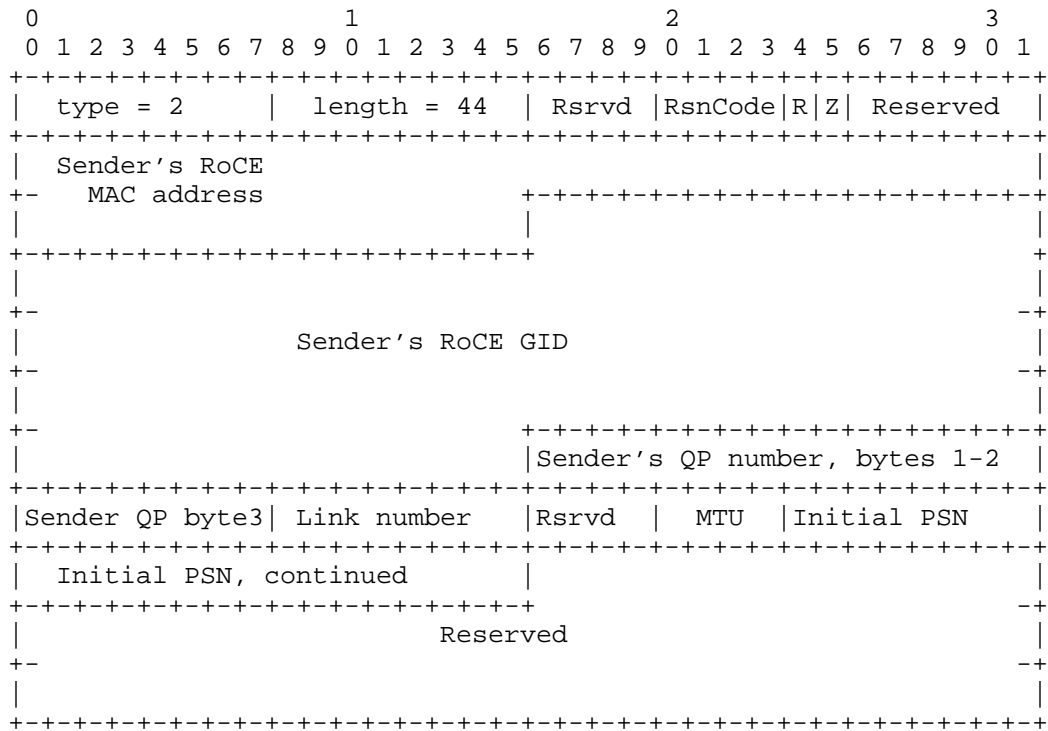 0                   1                   2                   3
 0 1 2 3 4 5 6 7 8 9 0 1 2 3 4 5 6 7 8 9 0 1 2 3 4 5 6 7 8 9 0 1
+-+-+-+-+-+-+-+-+-+-+-+-+-+-+-+-+-+-+-+-+-+-+-+-+-+-+-+-+-+-+-+-+
|  type = 2     |  length = 44  | Rsrvd |RsnCode|R|Z| Reserved  |
+-+-+-+-+-+-+-+-+-+-+-+-+-+-+-+-+-+-+-+-+-+-+-+-+-+-+-+-+-+-+-+-+
|  Sender’s RoCE                                                |
+-   MAC address                +-+-+-+-+-+-+-+-+-+-+-+-+-+-+-+-+
|                               |                               |
+-+-+-+-+-+-+-+-+-+-+-+-+-+-+-+-+                               +
|                                                               |
+-                                                             -+
|                 Sender’s RoCE GID                             |
+-                                                             -+
|                                                               |
+-                              +-+-+-+-+-+-+-+-+-+-+-+-+-+-+-+-+
|                               |Sender’s QP number, bytes 1-2  |
+-+-+-+-+-+-+-+-+-+-+-+-+-+-+-+-+-+-+-+-+-+-+-+-+-+-+-+-+-+-+-+-+
|Sender QP byte3| Link number   |Rsrvd  |  MTU  |Initial PSN    |
+-+-+-+-+-+-+-+-+-+-+-+-+-+-+-+-+-+-+-+-+-+-+-+-+-+-+-+-+-+-+-+-+
|  Initial PSN, continued       |                               |
+-+-+-+-+-+-+-+-+-+-+-+-+-+-+-+-+                              -+
|                          Reserved                             |
+-                                                             -+
|                                                               |
+-+-+-+-+-+-+-+-+-+-+-+-+-+-+-+-+-+-+-+-+-+-+-+-+-+-+-+-+-+-+-+-+